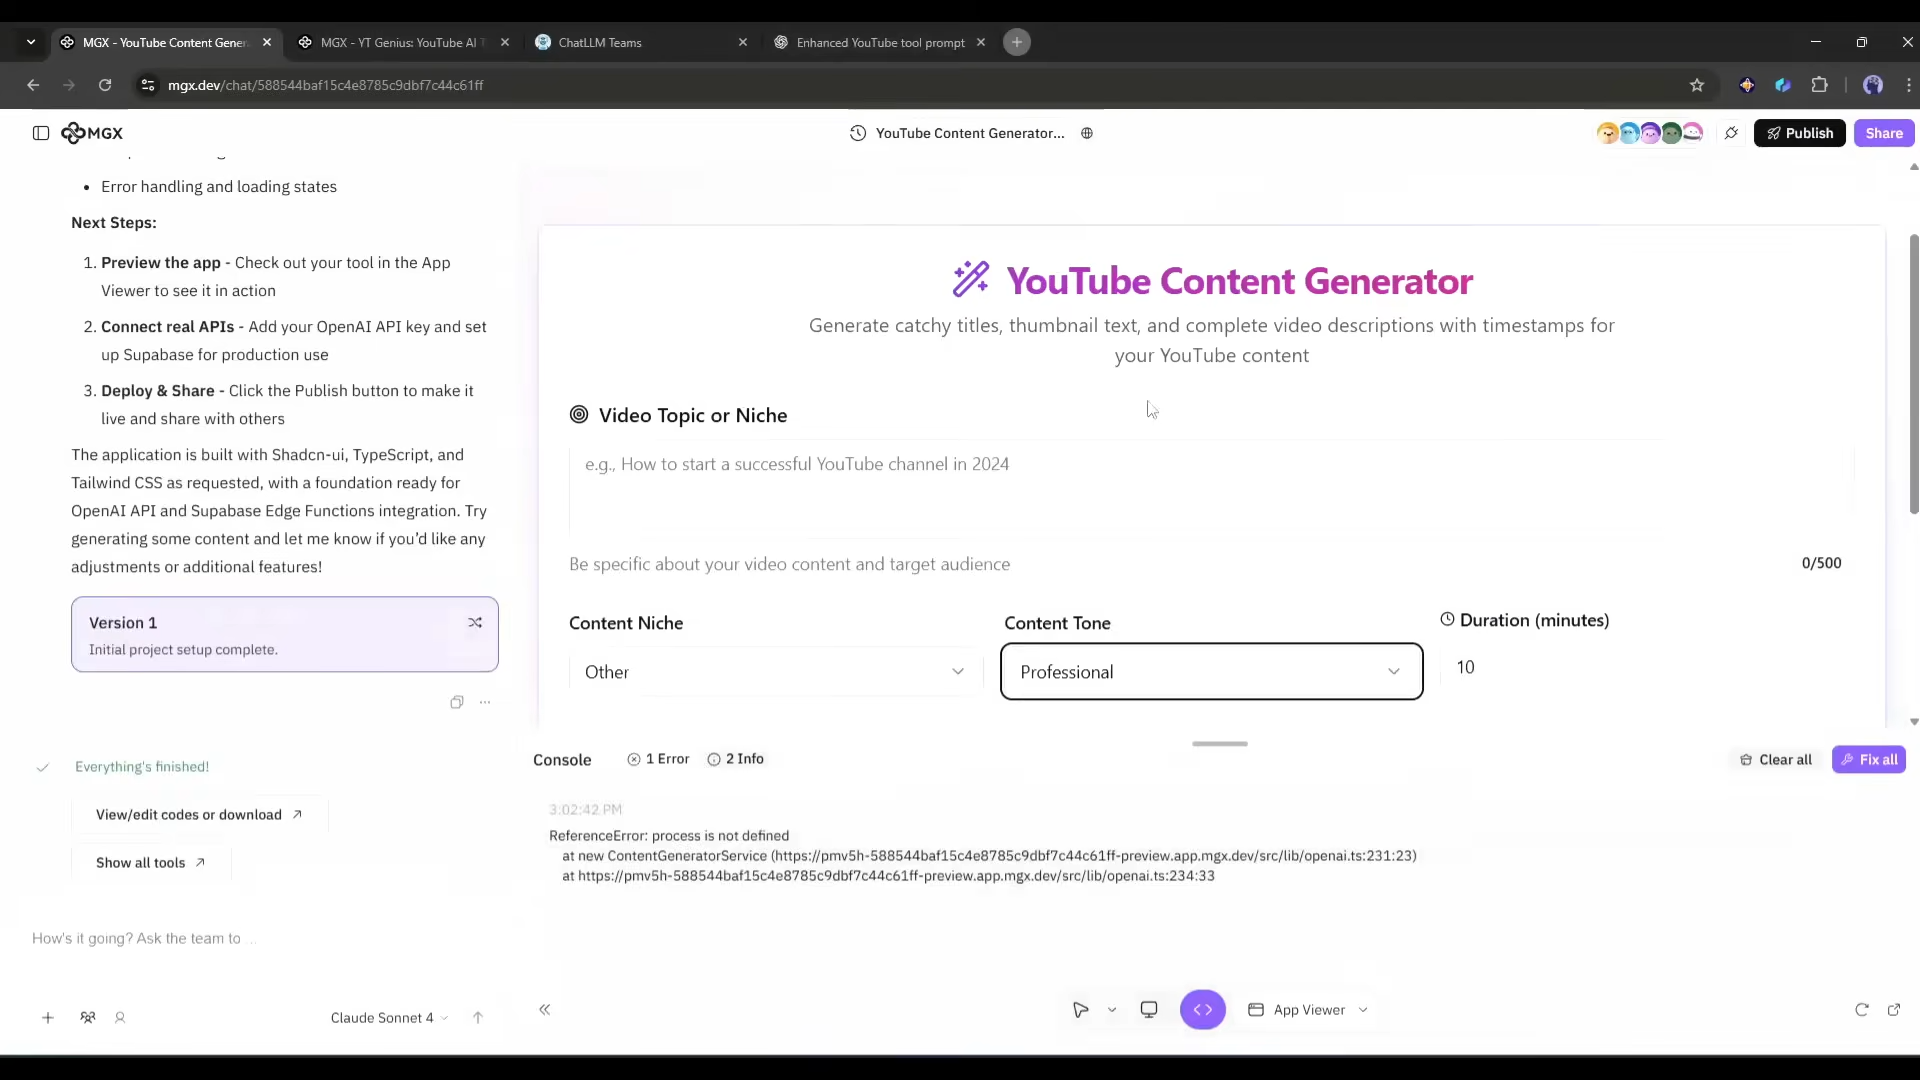 MGX - YouTube Content Gener
MGX - YT Genius: YouTube AI T
ChatLLM Teams
Enhanced YouTube tool prompt
mgx.dev/chat/588544baf15c4e8785c9dbf7c44c61ff
MGX
YouTube Content Generator...
Publish
Share
Error handling and loading states
Next Steps:
1. Preview the app - Check out your tool in the App
Viewer to see it in action
2. Connect real APIs - Add your OpenAI API key and set
up Supabase for production use
3. Deploy & Share - Click the Publish button to make it
live and share with others
The application is built with Shadcn-ui, TypeScript, and
Tailwind CSS as requested, with a foundation ready for
OpenAI API and Supabase Edge Functions integration. Try
generating some content and let me know if you'd like any
adjustments or additional features!
Version 1
Initial project setup complete.
Everything's finished!
View/edit codes or download
Show all tools
How's it going? Ask the team to ...
Claude Sonnet 4
YouTube Content Generator
Generate catchy titles, thumbnail text, and complete video descriptions with timestamps for
your YouTube content
Video Topic or Niche
e.g., How to start a successful YouTube channel in 2024
Be specific about your video content and target audience
0/500
Content Niche
Content Tone
Duration (minutes)
Other
Professional
10
Console
1 Error
2 Info
Clear all
Fix all
3:02:42 PM
ReferenceError: process is not defined
at new ContentGeneratorService (https://pmv5h-588544baf15c4e8785c9dbf7c44c61ff-preview.app.mgx.dev/src/lib/openai.ts:231:23)
at https://pmv5h-588544baf15c4e8785c9dbf7c44c61ff-preview.app.mgx.dev/src/lib/openai.ts:234:33
App Viewer